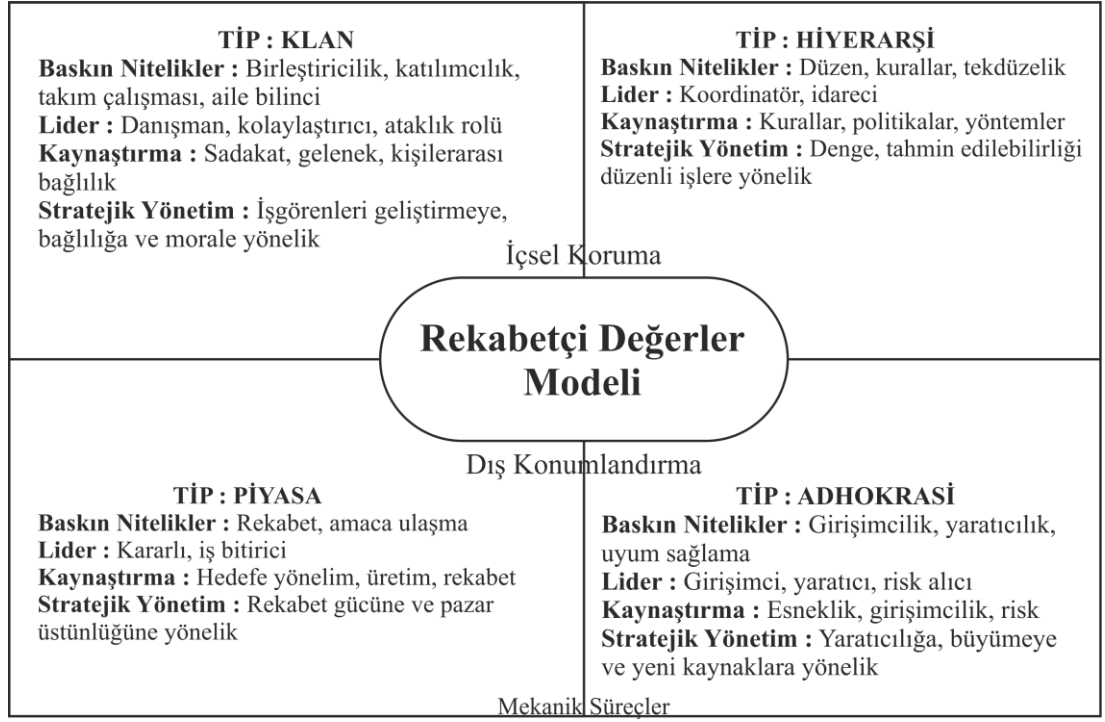 TİP : KLAN
Baskın Nitelikler : Birleştiricilik, katılımcılık,
takım çalışması, aile bilinci
Lider : Danışman, kolaylaştırıcı, ataklık rolü
Kaynaştırma : Sadakat, gelenek, kişilerarası
bağlılık
Stratejik Yönetim : İşgörenleri geliştirmeye,
bağlılığa ve morale yönelik
TİP : HİYERARŞİ
Baskın Nitelikler : Düzen, kurallar, tekdüzelik
Lider : Koordinatör, idareci
Kaynaştırma : Kurallar, politikalar, yöntemler
Stratejik Yönetim : Denge, tahmin edilebilirliği
düzenli işlere yönelik
İçsel Koruma
Rekabetçi Değerler
Modeli
Dış Konumlandırma
TİP : PİYASA
Baskın Nitelikler : Rekabet, amaca ulaşma
Lider : Kararlı, iş bitirici
Kaynaştırma : Hedefe yönelim, üretim, rekabet
Stratejik Yönetim : Rekabet gücüne ve pazar
üstünlüğüne yönelik
TİP : ADHOKRASİ
Baskın Nitelikler : Girişimcilik, yaratıcılık,
uyum sağlama
Lider : Girişimci, yaratıcı, risk alıcı
Kaynaştırma : Esneklik, girişimcilik, risk
Stratejik Yönetim : Yaratıcılığa, büyümeye
ve yeni kaynaklara yönelik
Mekanik Süreçler